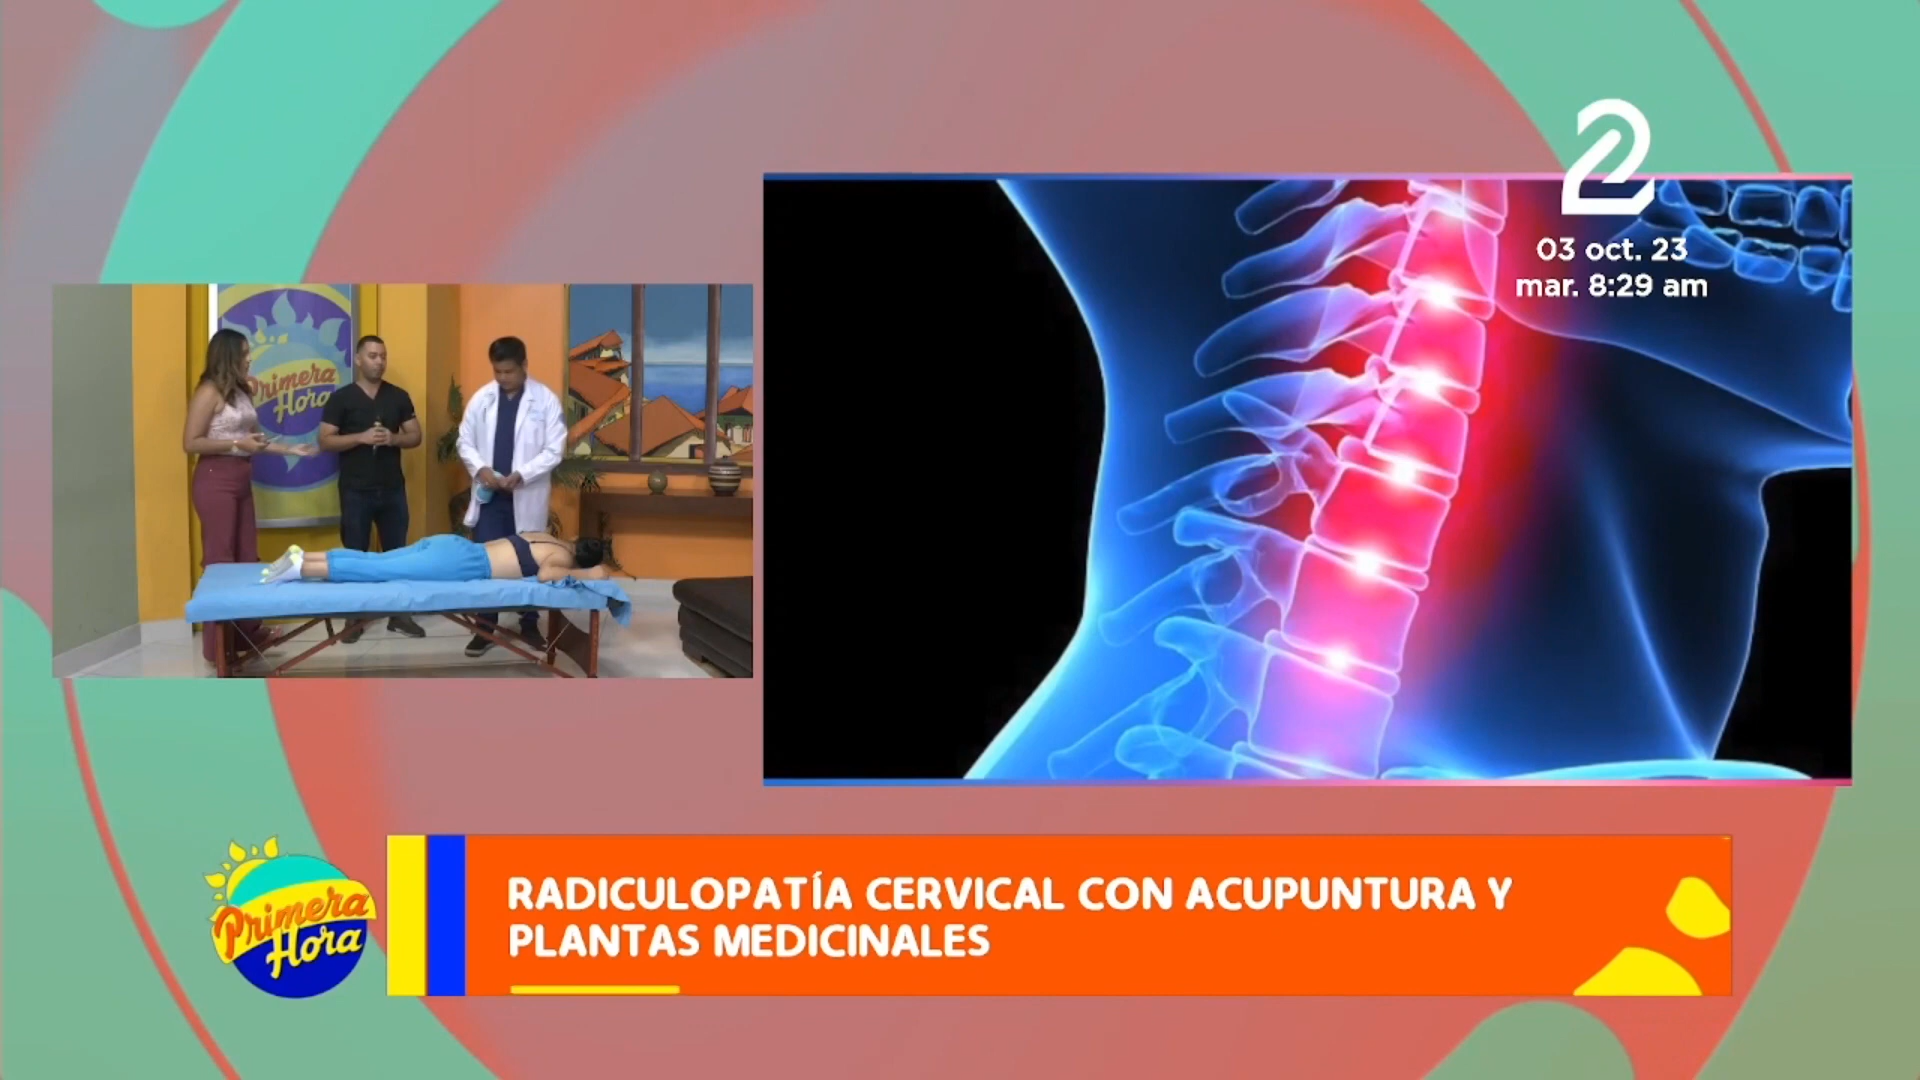 2
03 oct. 23
mar. 8:29 am
Primera
Hora
RADICULOPATÍA CERVICAL CON ACUPUNTURA Y
PLANTAS MEDICINALES
Primera
Hora